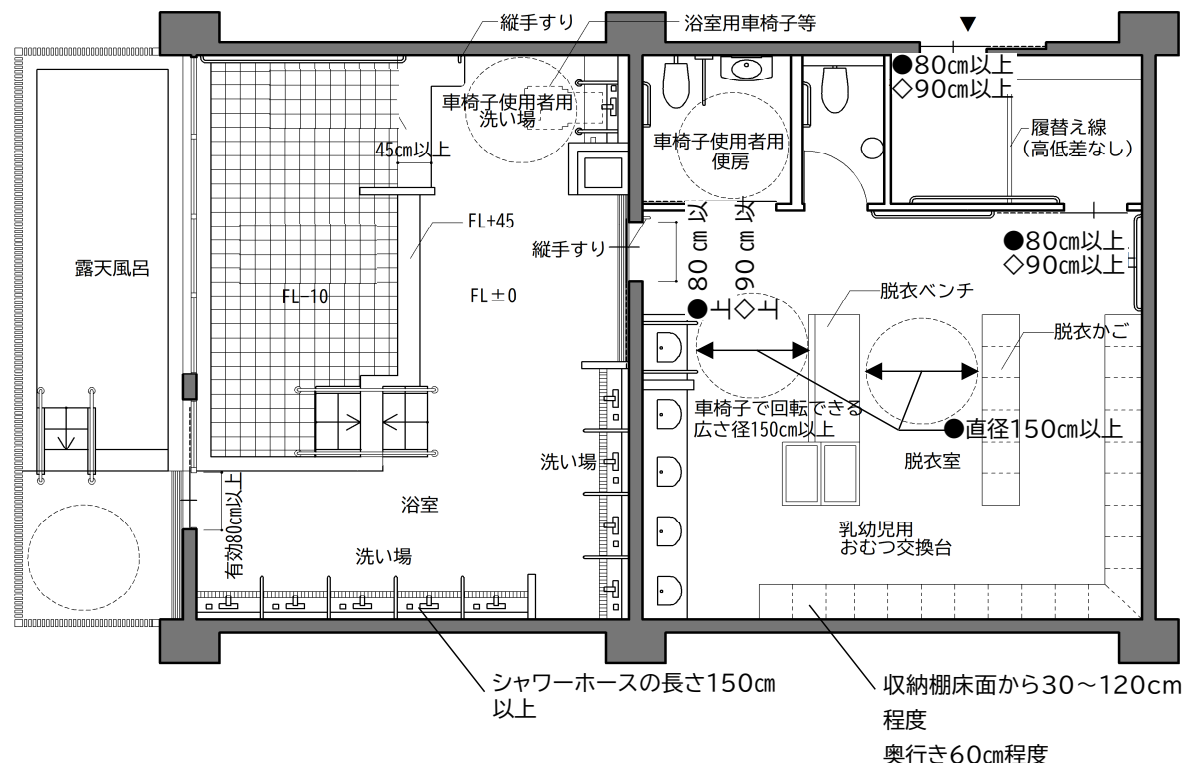 縦手すり
浴室用車椅子等
▼
●80㎝以上
◇90㎝以上
車椅子使用者用
洗い場
45㎝以上
車椅子使用者用
便房
履替え線
(高低差なし)
FL+45
縦手すり
●80㎝以上
◇90㎝以上
●80㎝以上
◇90㎝以上
露天風呂
FL-10
FL±0
脱衣ベンチ
脱衣かご
車椅子で回転できる
広さ径150㎝以上
●直径150㎝以上
洗い場
脱衣室
有効80㎝以上
浴室
乳幼児用
おむつ交換台
洗い場
シャワーホースの長さ150㎝
以上
収納棚床面から30～120cm
程度
奥行き60㎝程度